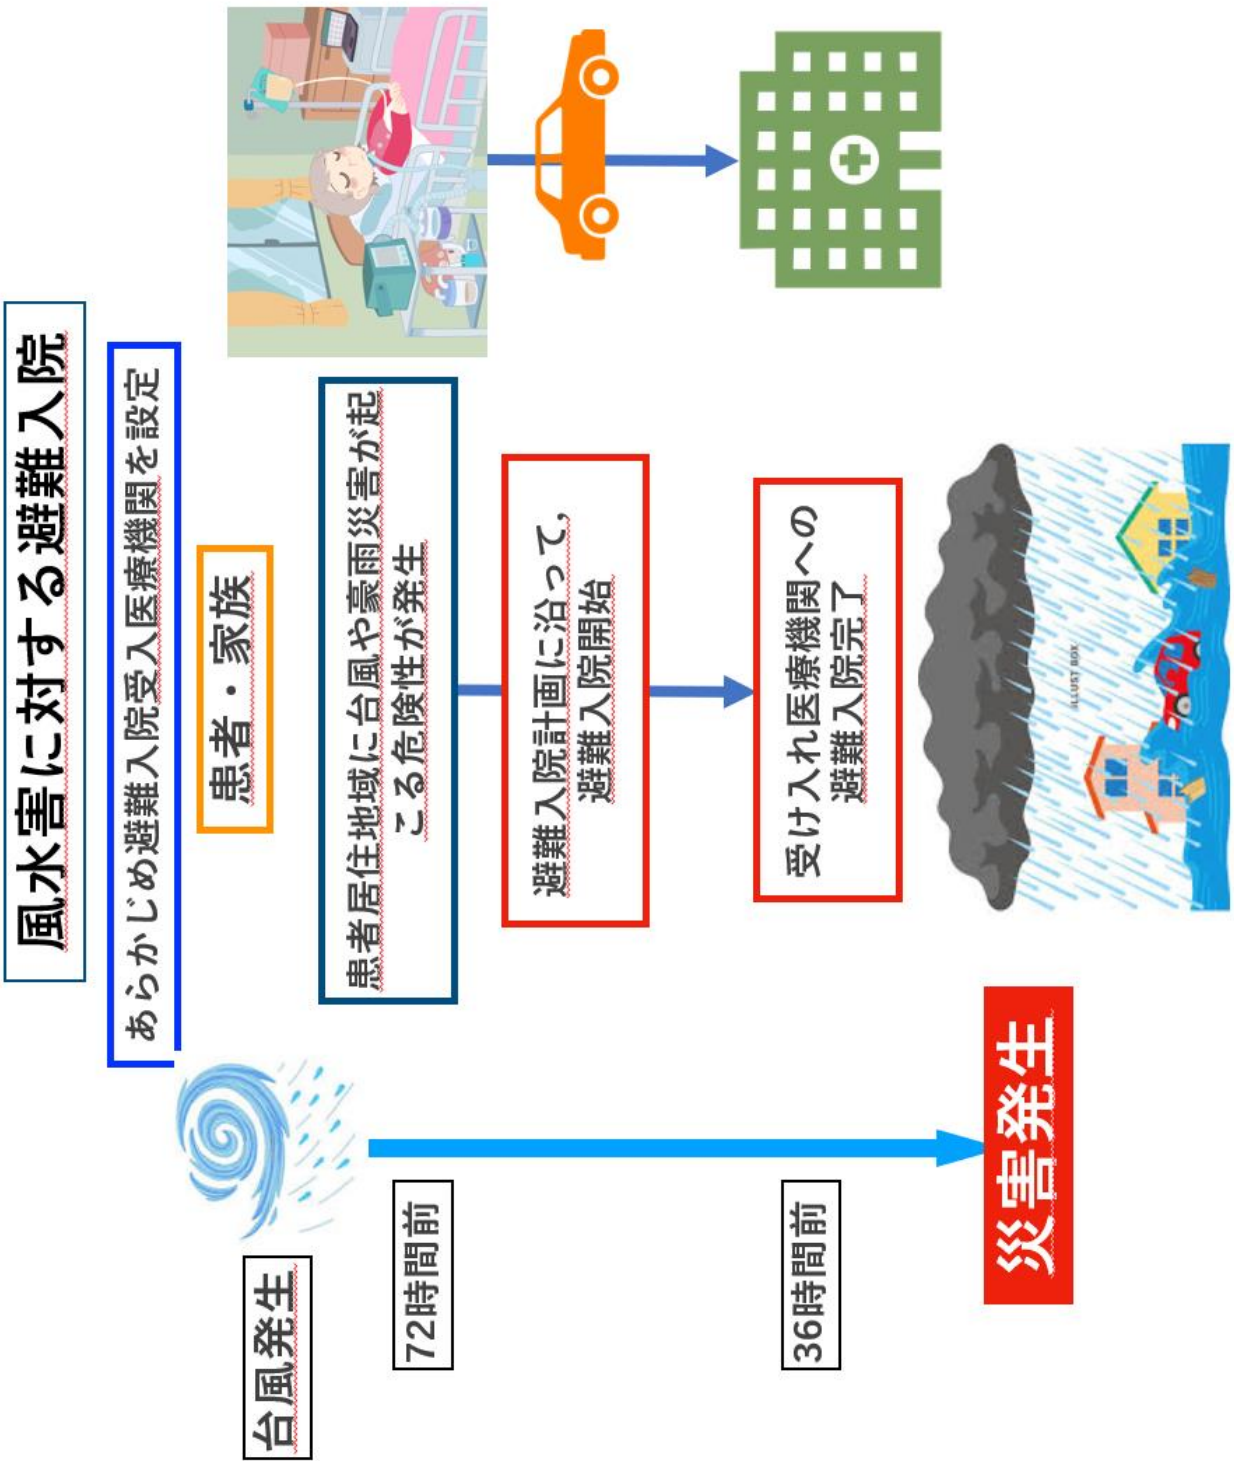 風水害に対する避難入院
あらかじめ避難入院受入医療機関を設定
患者・家族
台風発生
72時間前
患者居住地域に台風や豪雨災害が起
こる危険性が発生
避難入院計画に沿って,
避難入院開始
36時間前
受け入れ医療機関への
避難入院完了
災害発生
ILLUST BOX